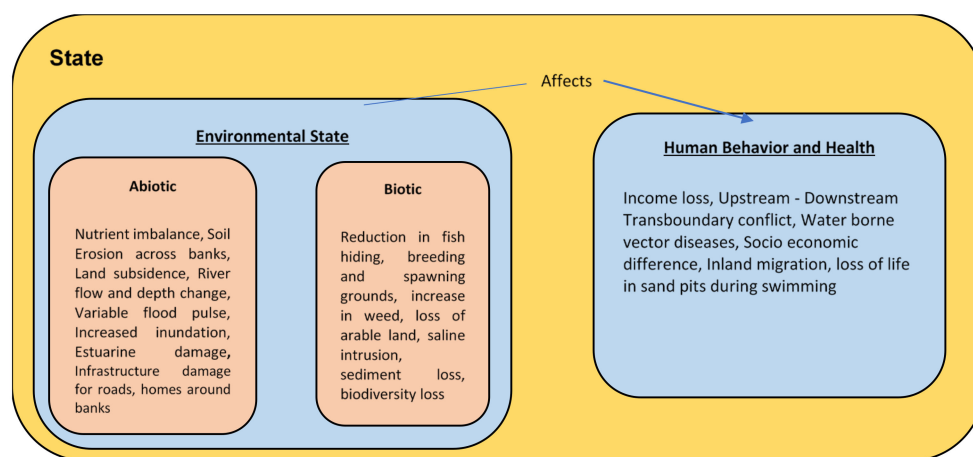 State
Affects
Environmental State
Abiotic
Nutrient imbalance, Soil
Erosion across banks,
Land subsidence, River
flow and depth change,
Variable flood pulse,
Increased inundation,
Estuarine damage,
Infrastructure damage
for roads, homes around
banks
Biotic
Reduction in fish
hiding, breeding and
spawning
grounds, increase
in weed, loss of
arable land, saline
intrusion,
sediment loss,
biodiversity loss
Human Behavior and Health
Income loss, Upstream - Downstream
Transboundary conflict, Water borne
vector diseases, Socio economic
difference, Inland migration, loss of life
in sand pits during swimming